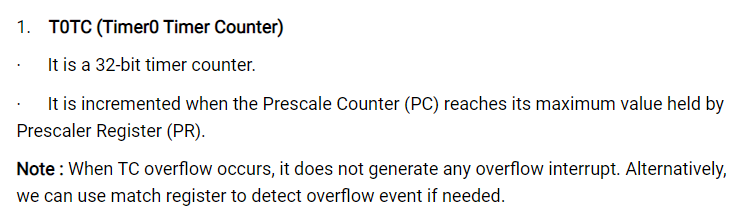 1. T0TC (Timer0 Timer Counter)
· It is a 32-bit timer counter.
· It is incremented when the Prescale Counter (PC) reaches its maximum value held by
Prescaler Register (PR).
Note : When TC overflow occurs, it does not generate any overflow interrupt. Alternatively,
we can use match register to detect overflow event if needed.